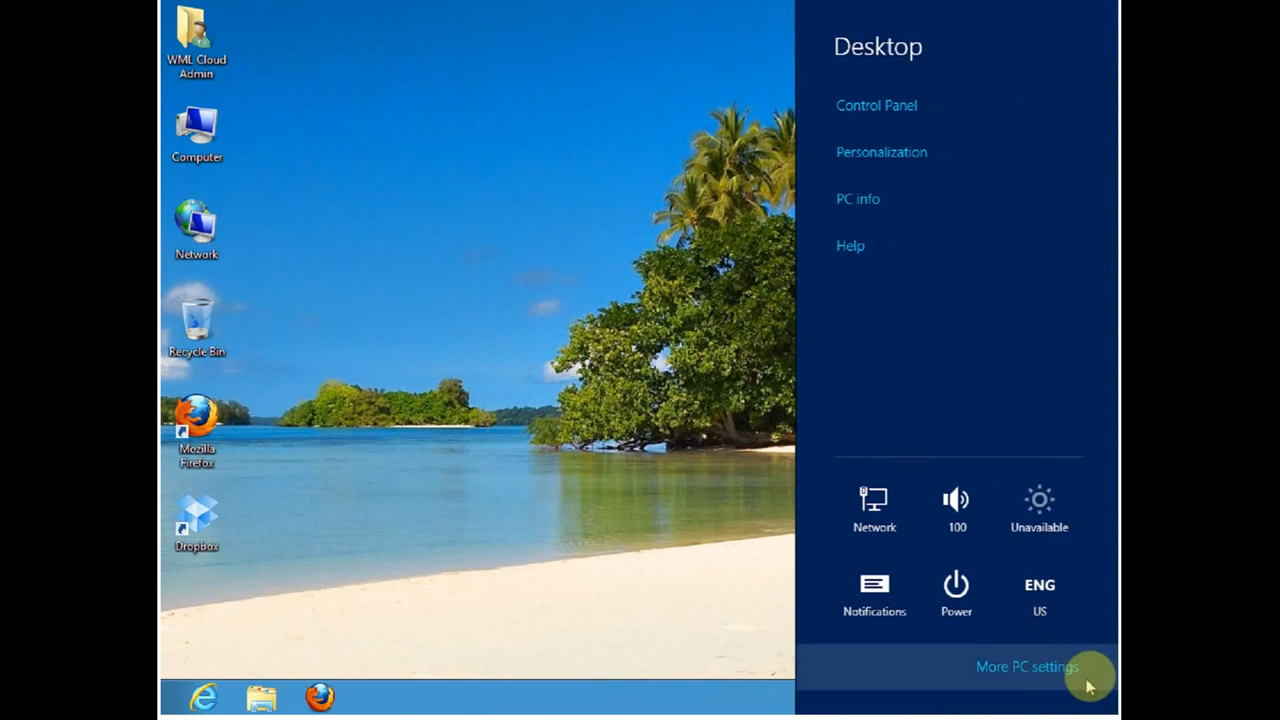 WML Cloud
Admin
Computer
Network
Recycle Bin
Mozilla
Firefox
Dropbox
Desktop
Control Panel
Personalization
PC info
Help
Network
100
Unavailable
Notifications
Power
ENG
US
More PC settings